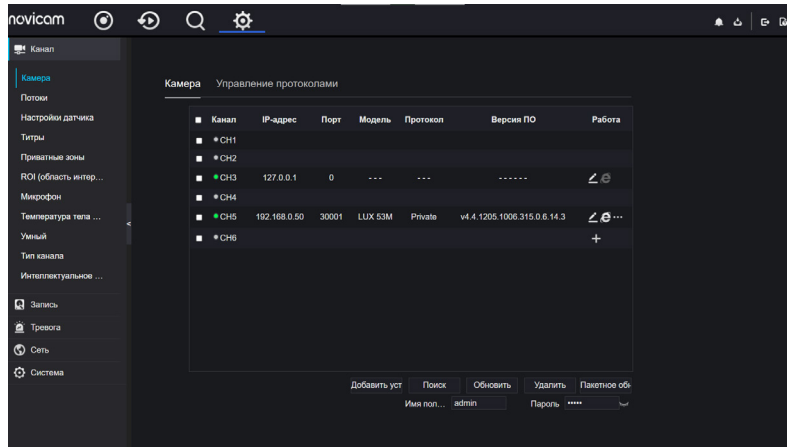 novicam
Канал
Камера
Потоки
Настройки датчика
Титры
Приватные зоны
ROI (область интер...
Микрофон
Температура тела ...
Умный
Тип канала
Интеллектуальное ...
Запись
Тревога
Сеть
Система
Камера Управление протоколами
Канал IP-адрес Порт Модель Протокол Версия ПО Работа
CH1
CH2
CH3 127.0.0.1 0 --- --- ------
CH4
CH5 192.168.0.50 30001 LUX 53M Private v4.4.1205.1006.315.0.6.14.3
CH6
Добавить уст Поиск Обновить Удалить Пакетное об
Имя пол... admin Пароль •••••